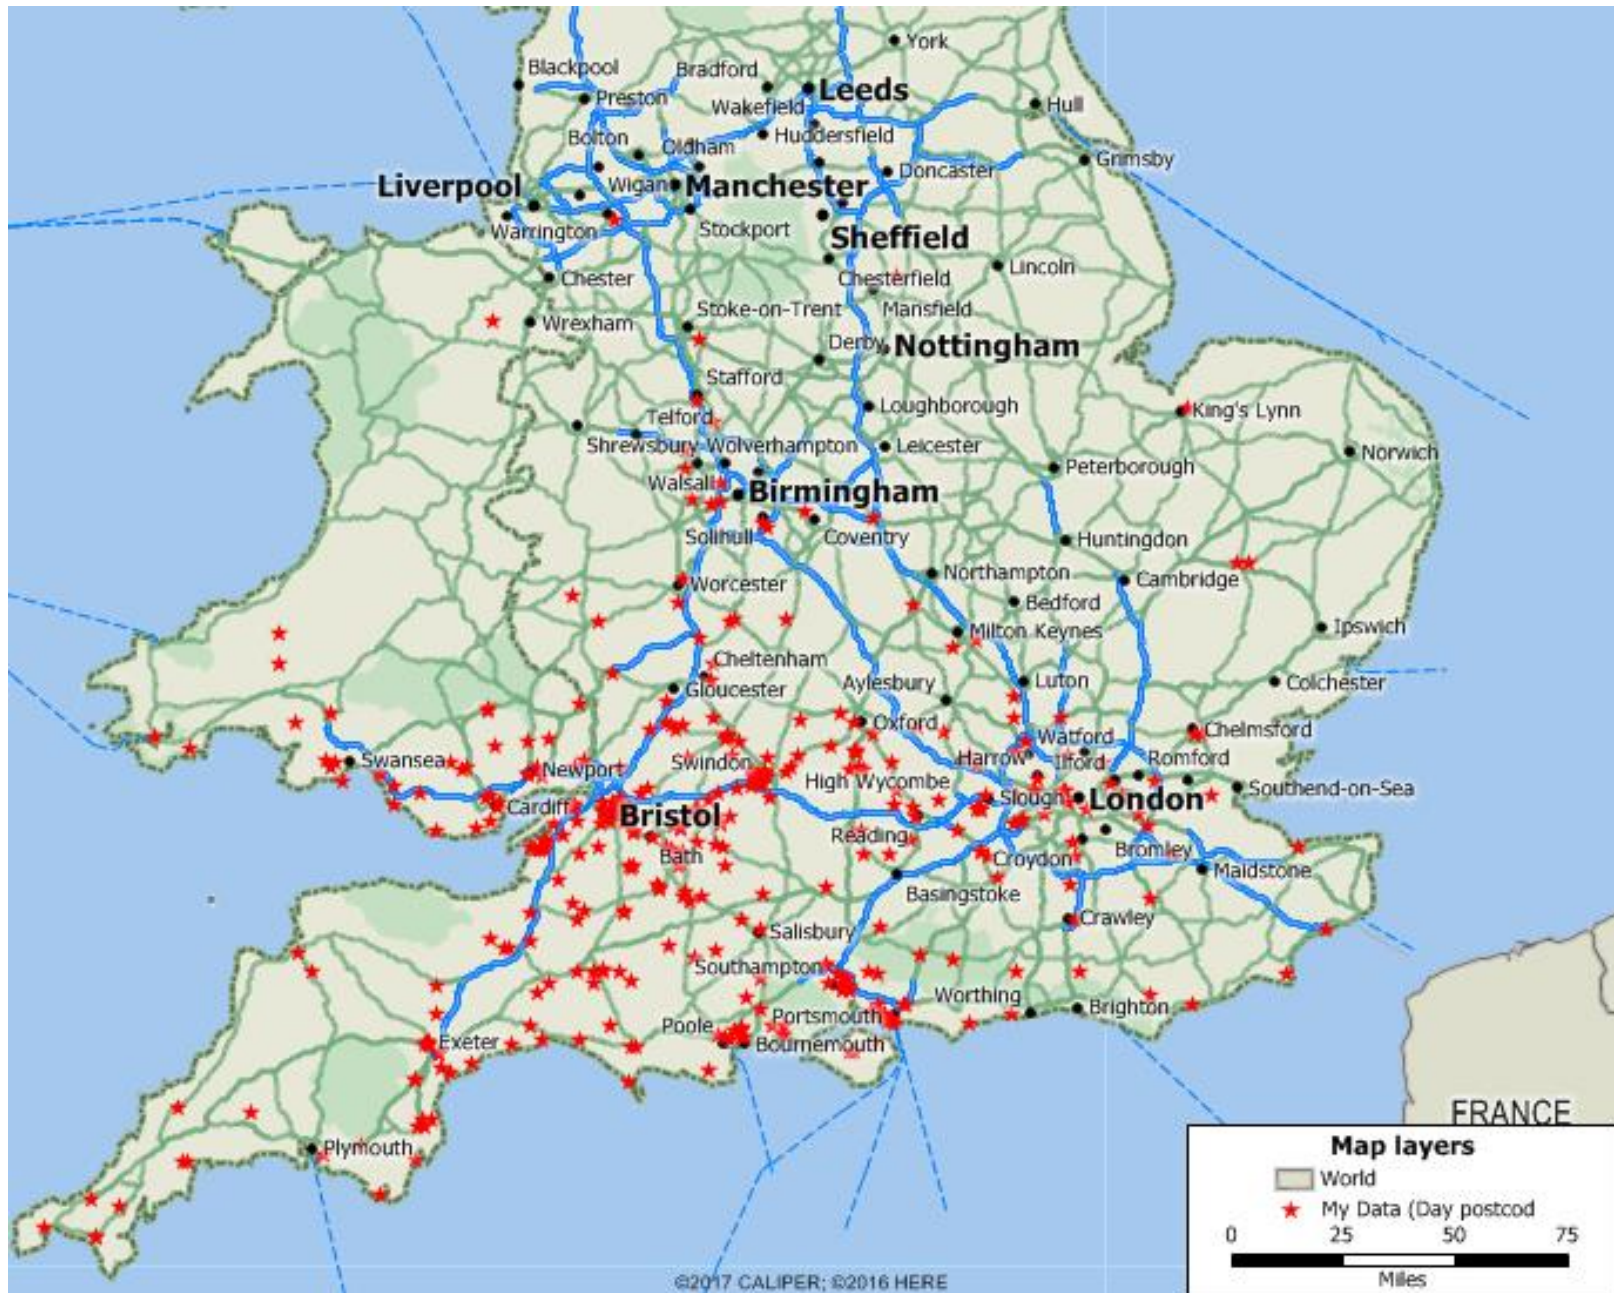 York
Blackpool
Bradford
Leeds
Preston
Wakefield
Hull
Bolton
Oldham
Huddersfield
Grimsby
Doncaster
Liverpool
Wigan
Manchester
Warrington
Stockport
Sheffield
Chester
Chesterfield
Lincoln
Mansfield
Stoke-on-Trent
Wrexham
Derby
Nottingham
Stafford
Loughborough
King's Lynn
Telford
Shrewsbury
Wolverhampton
Leicester
Norwich
Peterborough
Walsall
Birmingham
Solihull
Coventry
Huntingdon
Northampton
Cambridge
Worcester
Bedford
Milton Keynes
Ipswich
Cheltenham
Gloucester
Aylesbury
Luton
Colchester
Oxford
Chelmsford
Watford
Swansea
Newport
Swindon
Harrow
Ilford
Romford
High Wycombe
Southend-on-Sea
Cardiff
Bristol
Slough
London
Reading
Bath
Croydon
Bromley
Maidstone
Basingstoke
Crawley
Salisbury
Southampton
Worthing
Brighton
Poole
Portsmouth
Exeter
Bournemouth
Plymouth
FRANCE
Map layers
World
My Data (Day postcod
0 25 50 75
Miles
©2017 CALIPER; ©2016 HERE